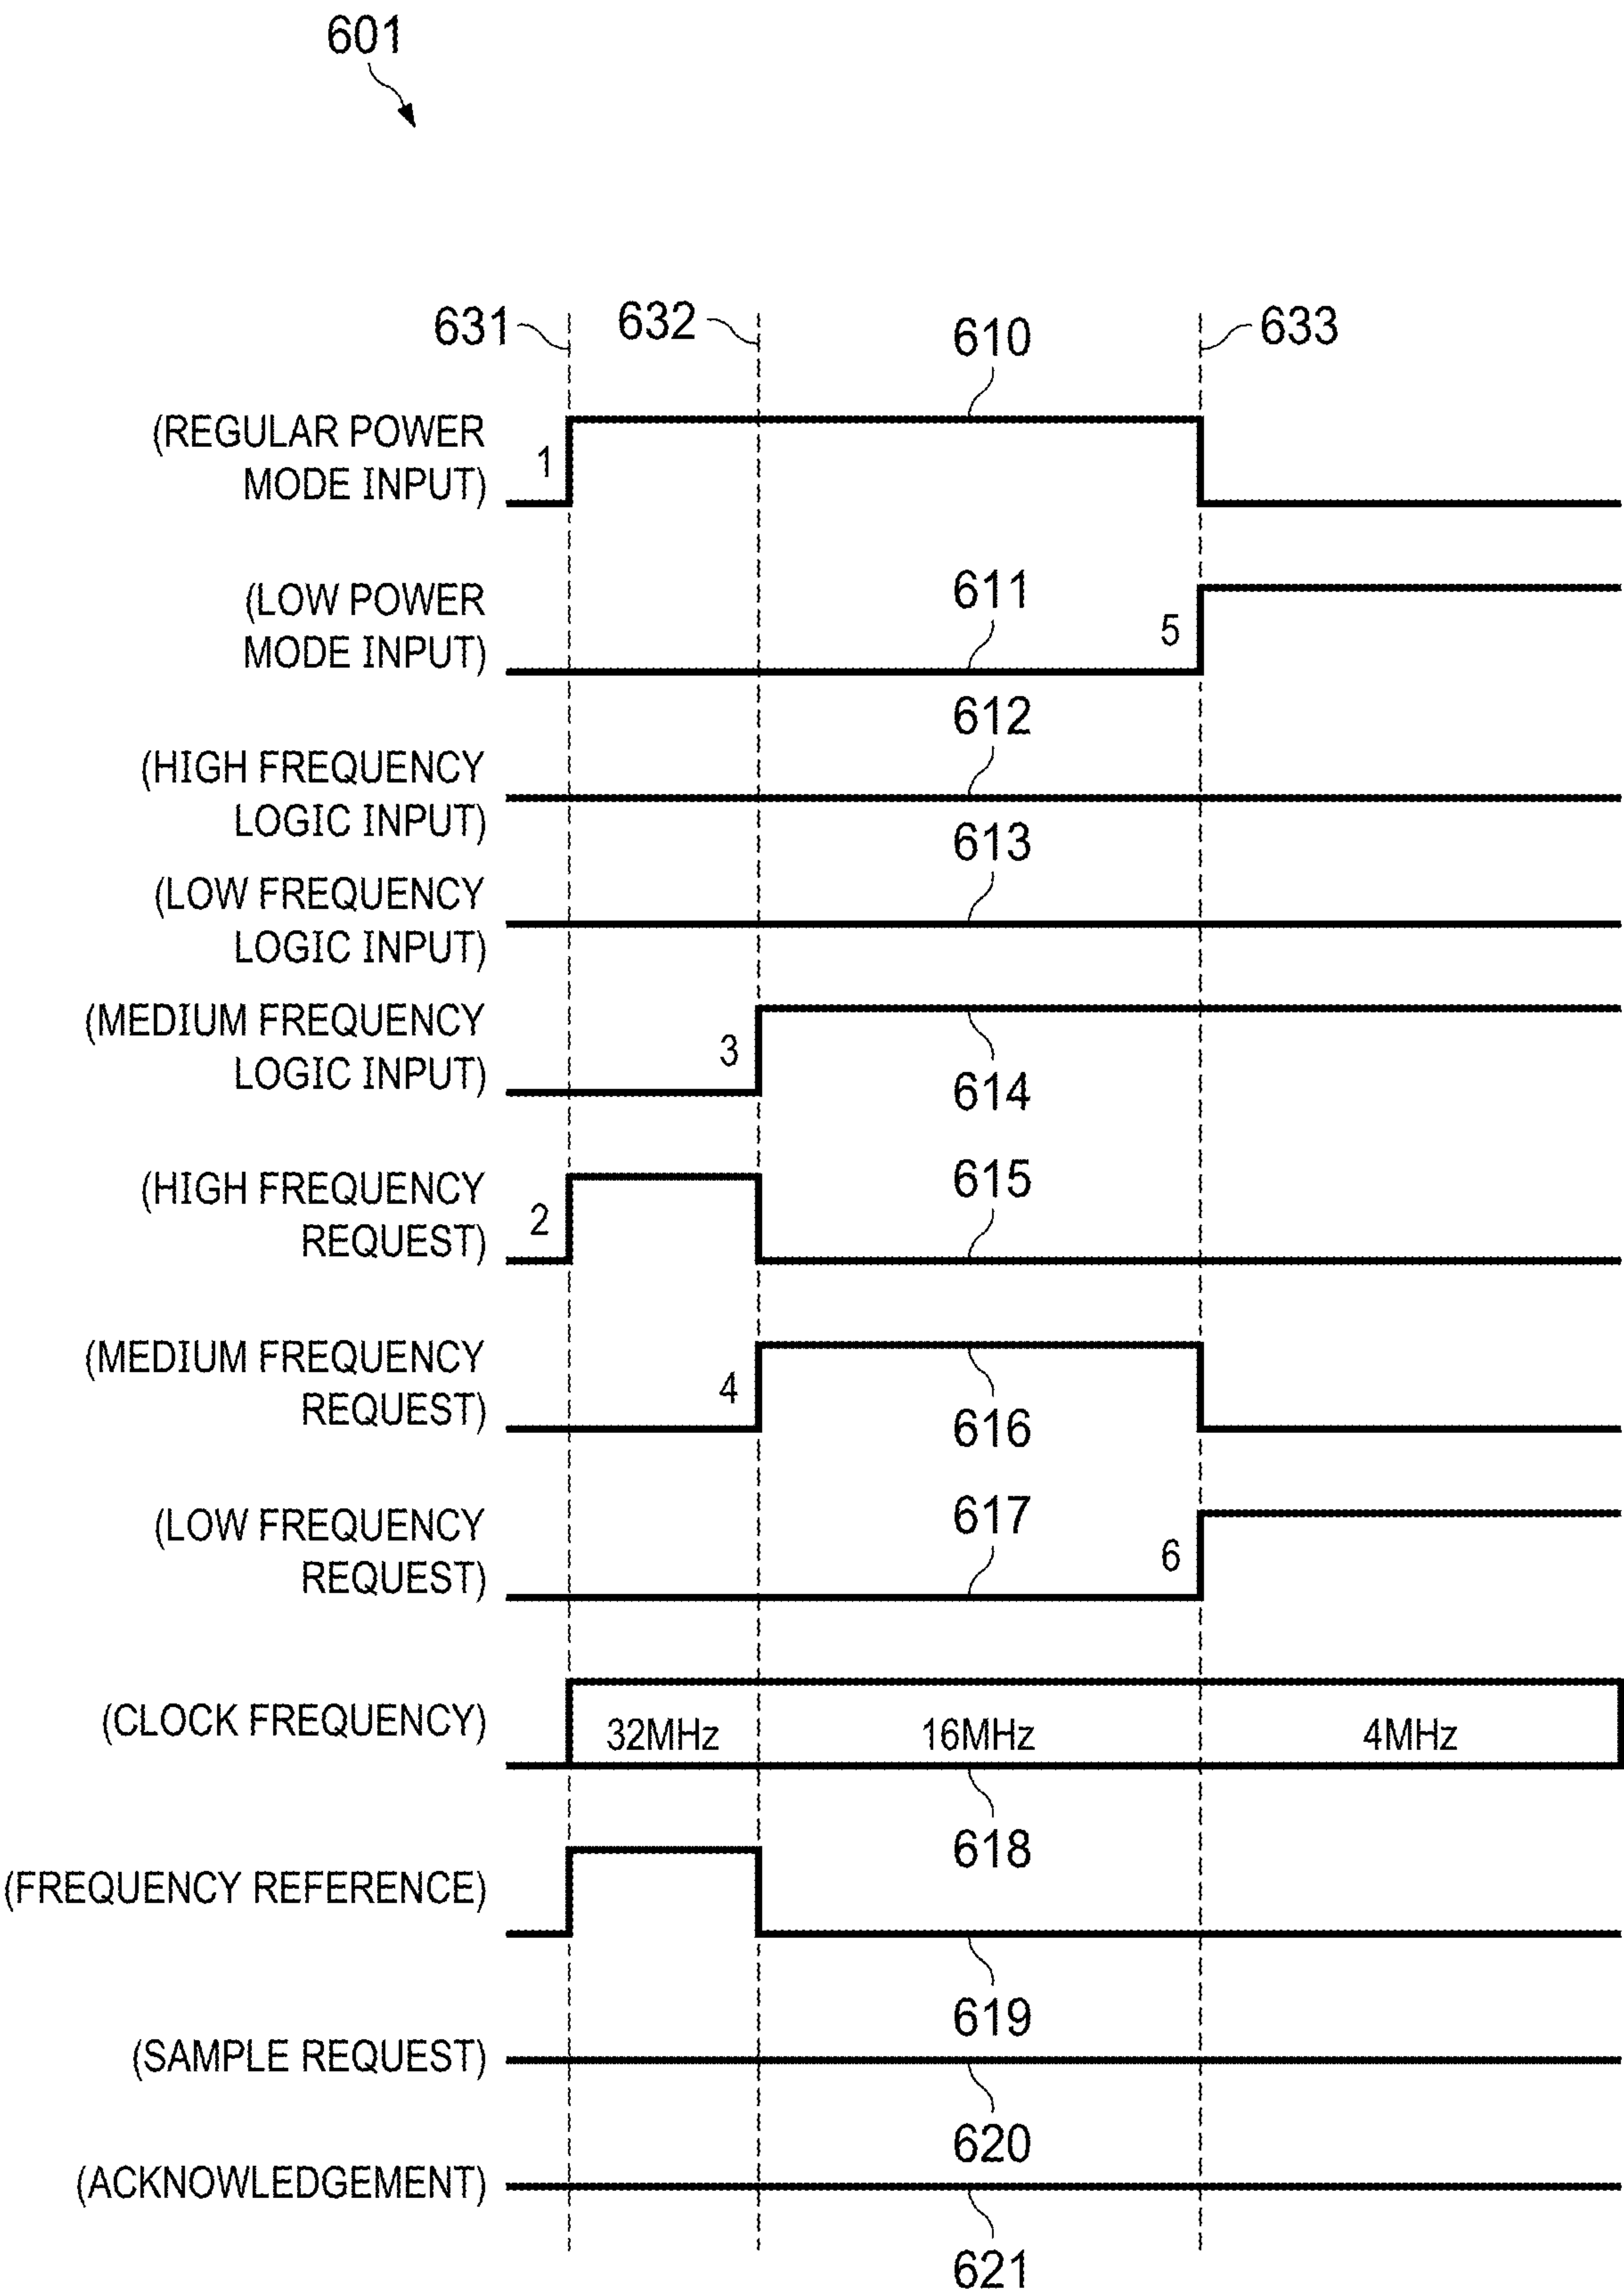 601
631
632
610
633
(REGULAR POWER
MODE INPUT)
1
611
(LOW POWER
MODE INPUT)
5
612
(HIGH FREQUENCY
LOGIC INPUT)
613
(LOW FREQUENCY
LOGIC INPUT)
(MEDIUM FREQUENCY
LOGIC INPUT)
3
614
(HIGH FREQUENCY
REQUEST)
2
615
(MEDIUM FREQUENCY
REQUEST)
4
616
(LOW FREQUENCY
REQUEST)
617
6
(CLOCK FREQUENCY)
32MHz
16MHz
4MHz
618
(FREQUENCY REFERENCE)
619
(SAMPLE REQUEST)
620
(ACKNOWLEDGEMENT)
621